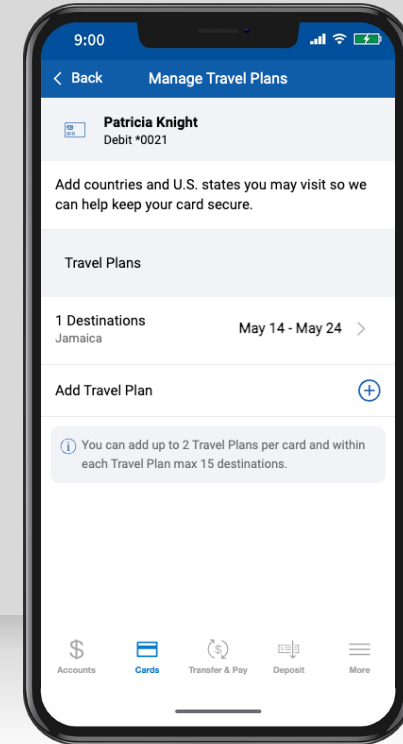 9:00
Back Manage Travel Plans
Patricia Knight
Debit *0021
Add countries and U.S. states you may visit so we
can help keep your card secure.
Travel Plans
1 Destinations
Jamaica
May 14 - May 24
Add Travel Plan
You can add up to 2 Travel Plans per card and within
each Travel Plan max 15 destinations.
$
Accounts Cards Transfer & Pay Deposit More